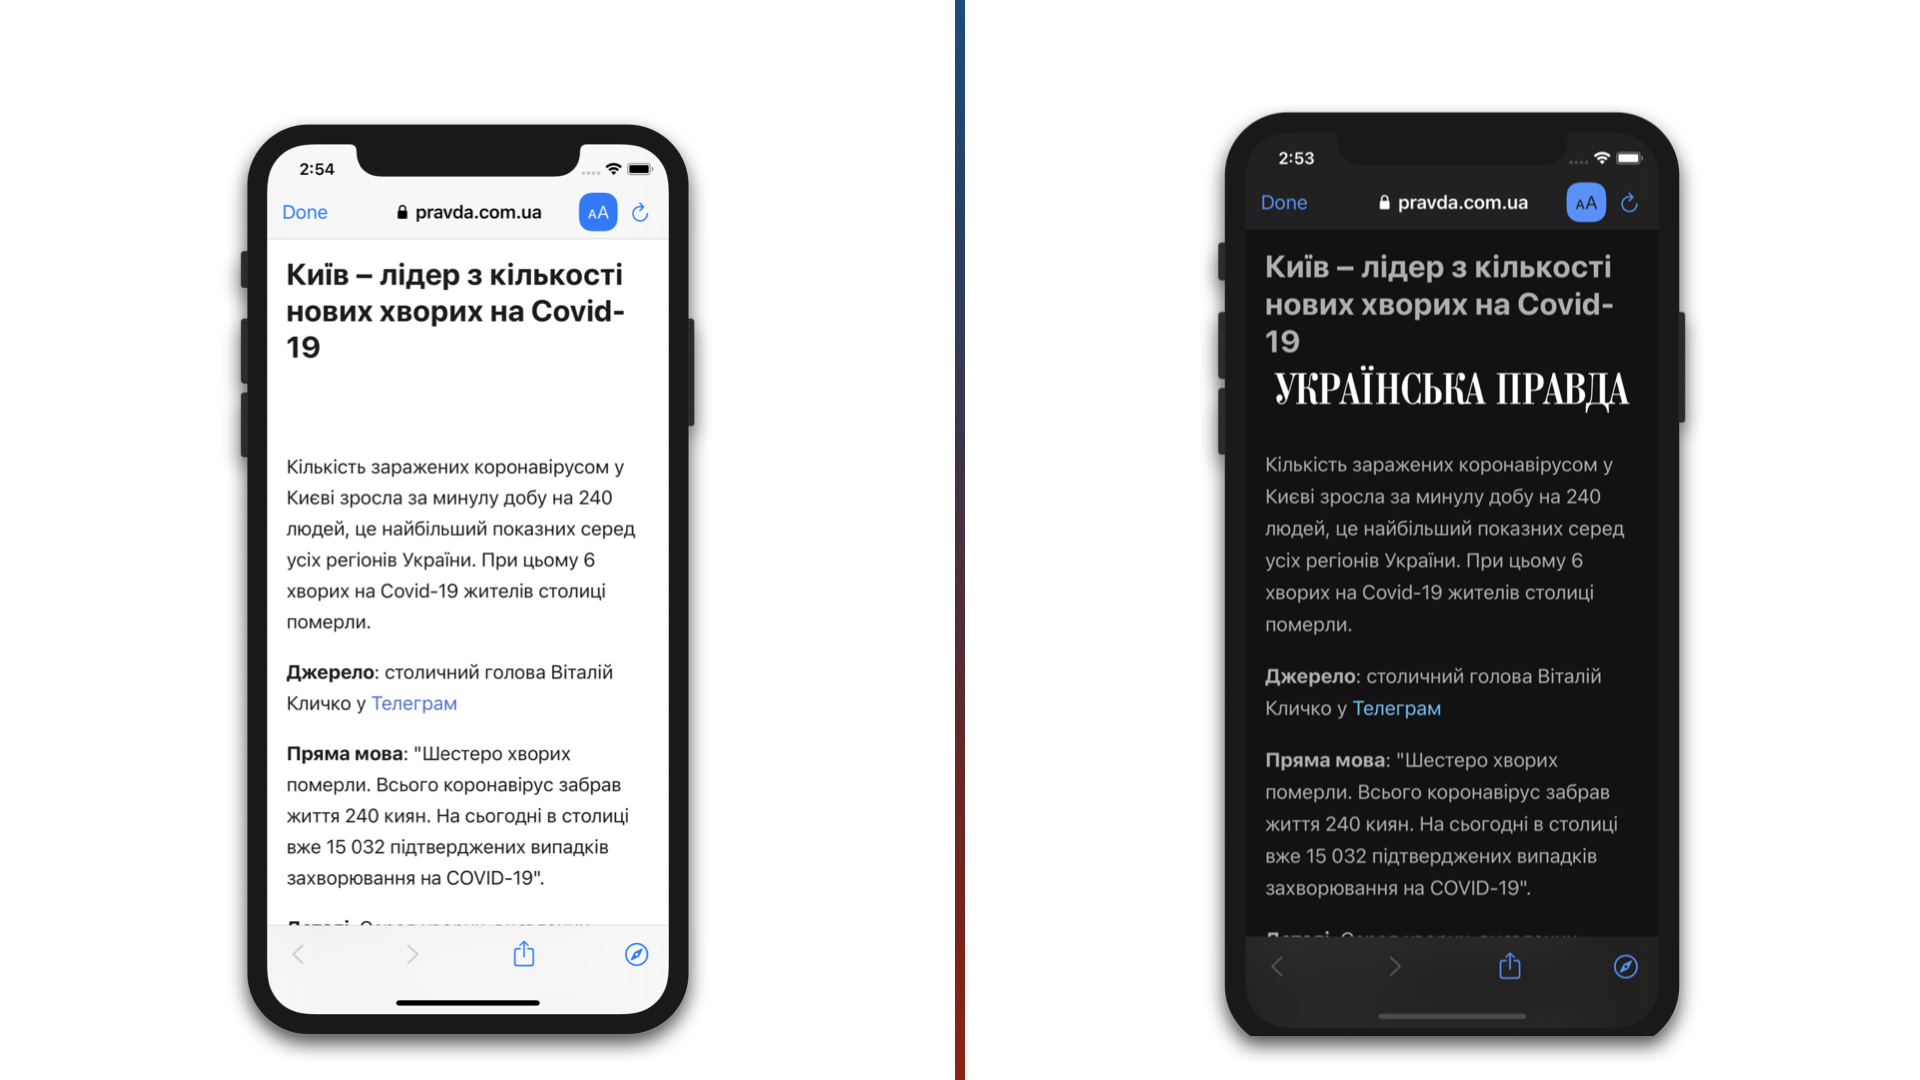 2:54
Done
pravda.com.ua
AA
Київ – лідер з кількості
нових хворих на Covid-
19
Кількість заражених коронавірусом у
Києві зросла за минулу добу на 240
людей, це найбільший показних серед
усіх регіонів України. При цьому 6
хворих на Covid-19 жителів столиці
померли.
Джерело: столичний голова Віталій
Кличко у Телеграм
Пряма мова: "Шестеро хворих
померли. Всього коронавірус забрав
життя 240 киян. На сьогодні в столиці
вже 15 032 підтверджених випадків
захворювання на COVID-19".
2:53
Done
pravda.com.ua
AA
Київ – лідер з кількості
нових хворих на Covid-
19
УКРАЇНСЬКА ПРАВДА
Кількість заражених коронавірусом у
Києві зросла за минулу добу на 240
людей, це найбільший показних серед
усіх регіонів України. При цьому 6
хворих на Covid-19 жителів столиці
померли.
Джерело: столичний голова Віталій
Кличко у Телеграм
Пряма мова: "Шестеро хворих
померли. Всього коронавірус забрав
життя 240 киян. На сьогодні в столиці
вже 15 032 підтверджених випадків
захворювання на COVID-19".